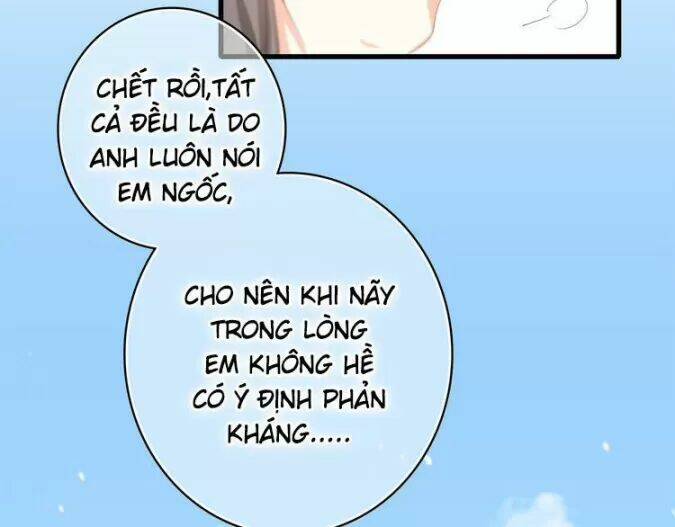 CHẾT RỒI,TẤT
CẢ ĐỀU LÀ DO
ANH LUÔN NÓI
EM NGỐC,
CHO NÊN KHI NÃY
TRONG LÒNG
EM KHÔNG HỀ
CÓ Ý ĐỊNH PHẢN
KHÁNG.....